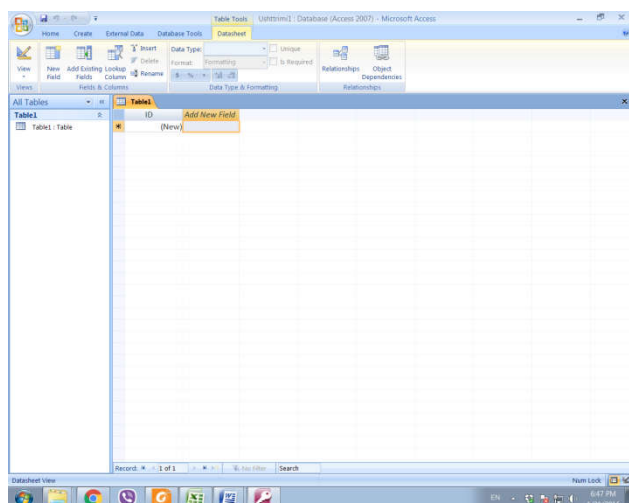 Table Tools Ushttrimi1 : Database (Access 2007) - Microsoft Access
Home Create External Data Database Tools Datasheet
View
New Field
Add Existing Fields
Lookup Column
Insert
Delete
Rename
Data Type:
Format: Formatting
Unique
Is Required
Relationships
Object Dependencies
Views Fields & Columns Data Type & Formatting Relationships
All Tables
Table1
Table1
Table1 : Table
ID Add New Field
(New)
Record: 1 of 1 No Filter Search
Datasheet View Num Lock
EN 6:47 PM